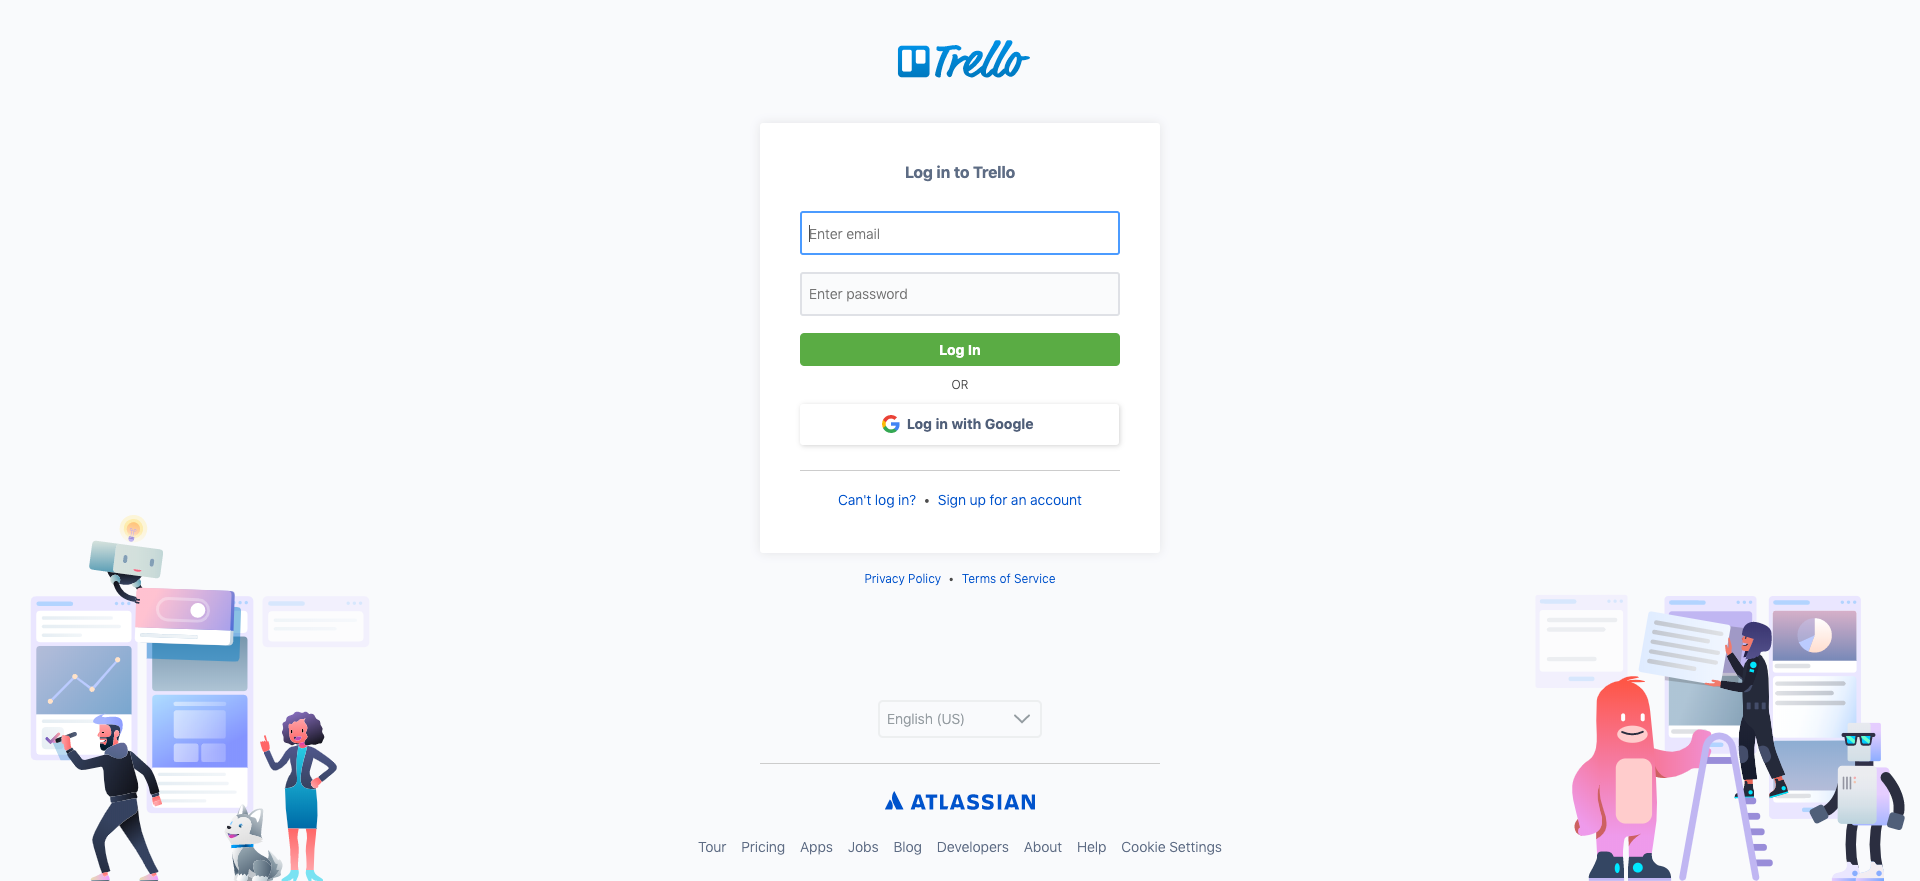 Trello
Log in to Trello
Enter email
Enter password
Log In
OR
Log in with Google
Can't log in? • Sign up for an account
Privacy Policy • Terms of Service
English (US)
ATLASSIAN
Tour Pricing Apps Jobs Blog Developers About Help Cookie Settings